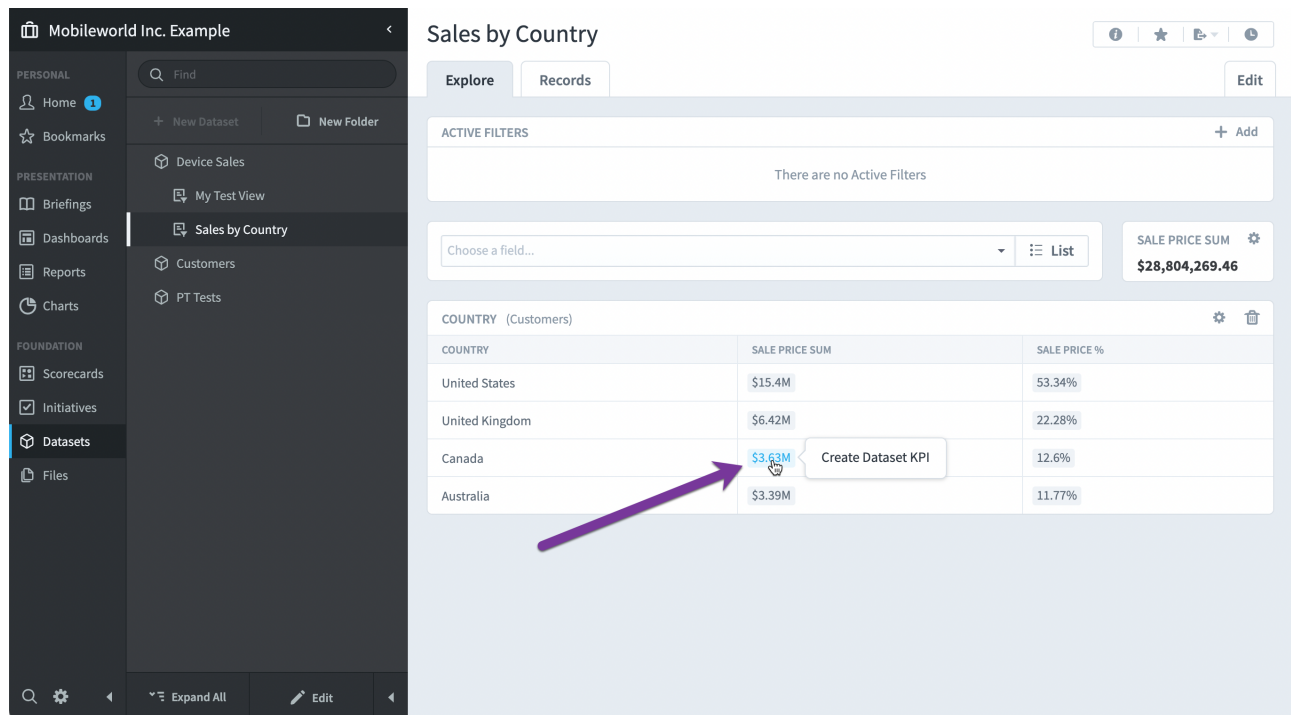 Mobileworld Inc. Example
PERSONAL
Home 1
Bookmarks
PRESENTATION
Briefings
Dashboards
Reports
Charts
FOUNDATION
Scorecards
Initiatives
Datasets
Files
Find
+ New Dataset
New Folder
Device Sales
My Test View
Sales by Country
Customers
PT Tests
Expand All
Edit
Sales by Country
Explore
Records
Edit
ACTIVE FILTERS
+ Add
There are no Active Filters
Choose a field...
List
SALE PRICE SUM
$28,804,269.46
COUNTRY (Customers)
COUNTRY SALE PRICE SUM SALE PRICE %
United States $15.4M 53.34%
United Kingdom $6.42M 22.28%
Canada $3.63M Create Dataset KPI 12.6%
Australia $3.39M 11.77%